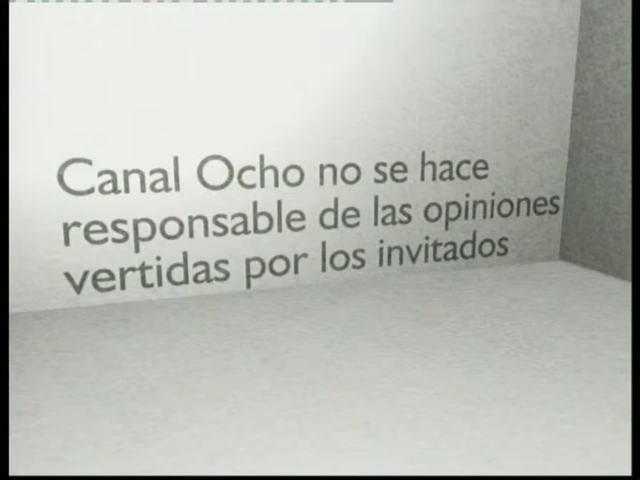 Canal Ocho no se hace
responsable de las opiniones
vertidas por los invitados